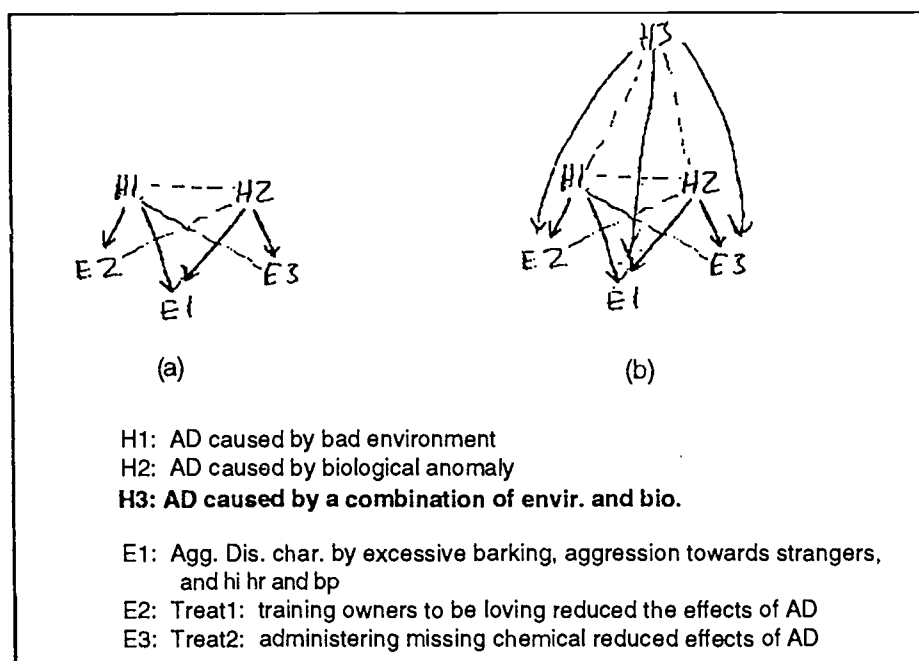 H3
H1 H2
E2 E3
E1
(a)
H1 H2
E2 E3
E1
(b)
H1: AD caused by bad environment
H2: AD caused by biological anomaly
H3: AD caused by a combination of envir. and bio.
E1: Agg. Dis. char. by excessive barking, aggression towards strangers,
and hi hr and bp
E2: Treat1: training owners to be loving reduced the effects of AD
E3: Treat2: administering missing chemical reduced effects of AD